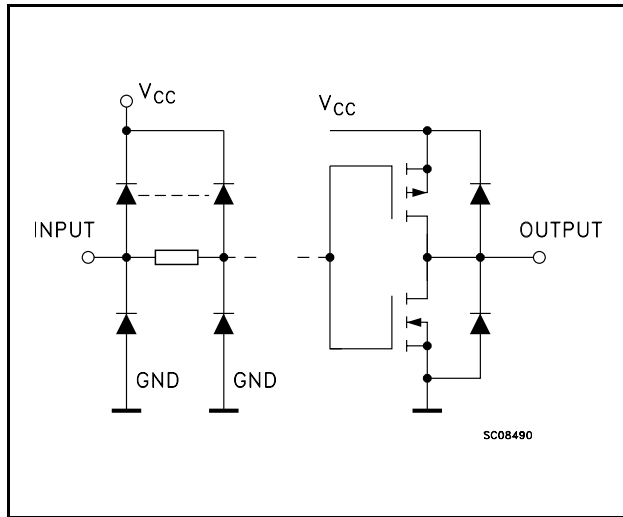 VCC
VCC
INPUT
OUTPUT
GND
GND
SC08490